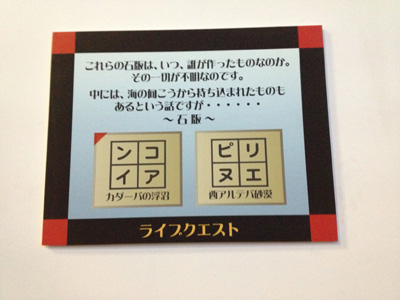 これらの石版は、いつ、誰が作ったものなのか。
その一切が不明なのです。
中には、海の向こうから持ち込まれたものも
あるという話ですが・・・・・・
～石版～
ンコ
イア
カダーバの浮沼
ピリ
ヌエ
西アルテパ砂漠
ライブクエスト